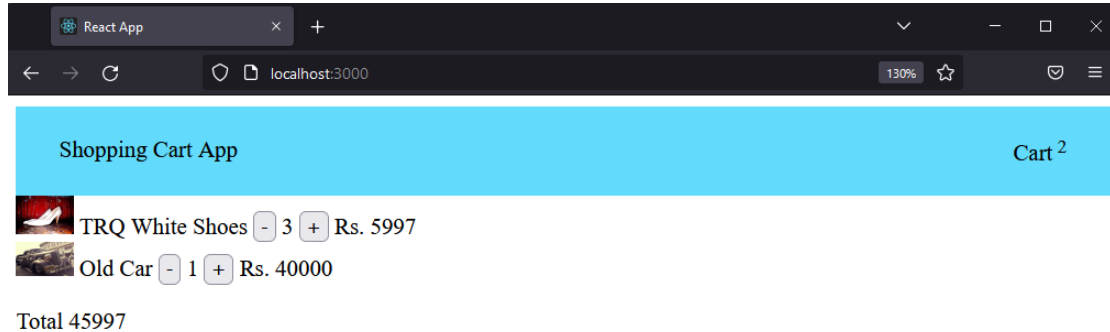 React App
localhost:3000 130%
Shopping Cart App Cart 2
TRQ White Shoes - 3 + Rs. 5997
Old Car - 1 + Rs. 40000
Total 45997